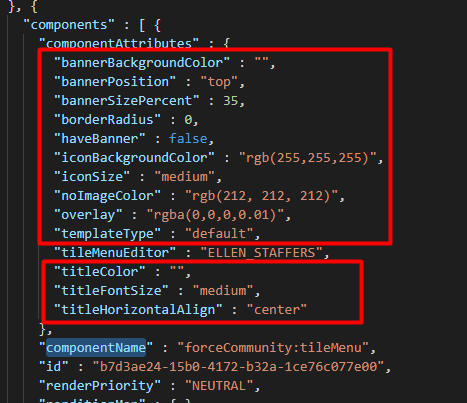 }, {
"components" : [ {
"componentAttributes" : {
"bannerBackgroundColor" : "",
"bannerPosition" : "top",
"bannerSizePercent" : 35,
"borderRadius" : 0,
"haveBanner" : false,
"iconBackgroundColor" : "rgb(255,255,255)",
"iconSize" : "medium",
"noImageColor" : "rgb(212, 212, 212)",
"overlay" : "rgba(0,0,0,0.01)",
"templateType" : "default",
"tileMenuEditor" : "ELLEN_STAFFERS",
"titleColor" : "",
"titleFontSize" : "medium",
"titleHorizontalAlign" : "center"
},
"componentName" : "forceCommunity:tileMenu",
"id" : "b7d3ae24-15b0-4172-b32a-1ce76c077e00",
"renderPriority" : "NEUTRAL",
"renditionMap" : { }